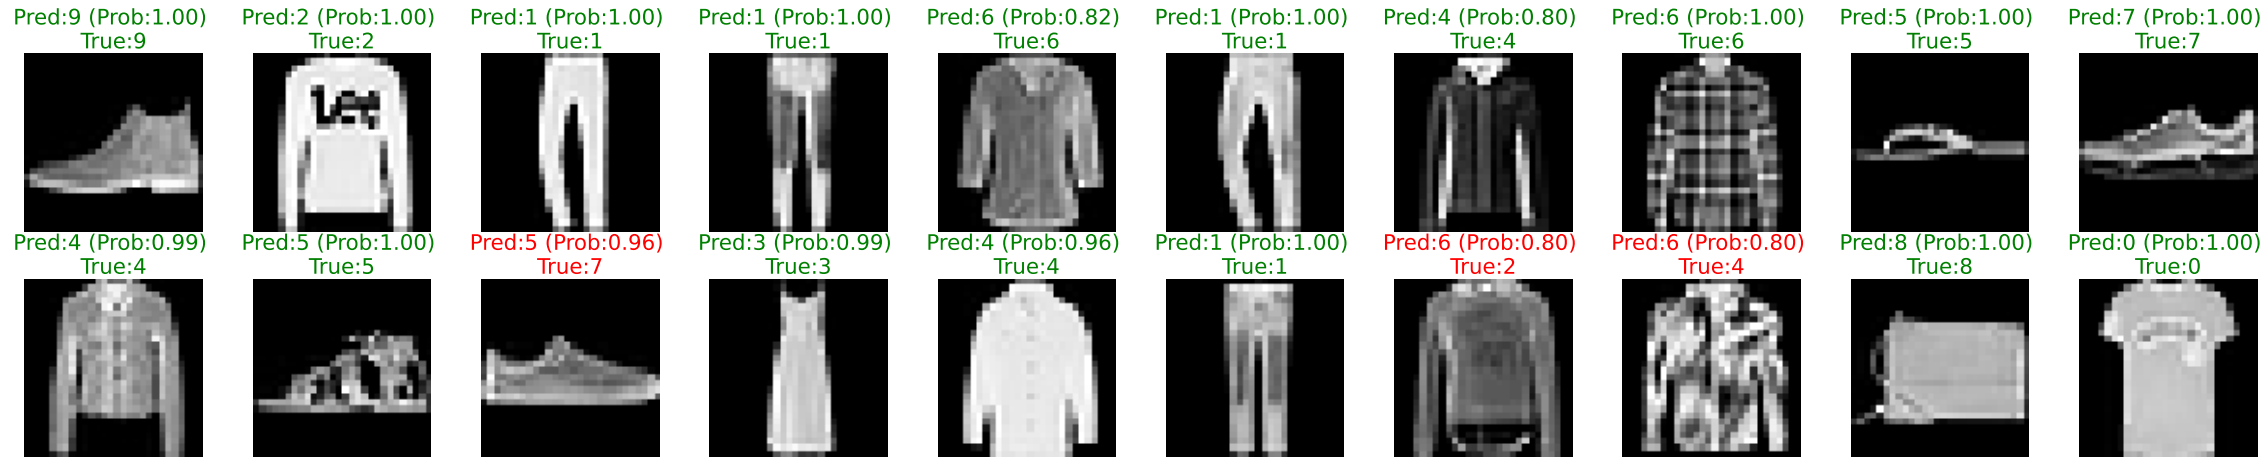 Pred:9 (Prob:1.00) Pred:2 (Prob:1.00) Pred:1 (Prob:1.00) Pred:1 (Prob:1.00) Pred:6 (Prob:0.82) Pred:1 (Prob:1.00) Pred:4 (Prob:0.80) Pred:6 (Prob:1.00) Pred:5 (Prob:1.00) Pred:7 (Prob:1.00)
True:9 True:2 True:1 True:1 True:6 True:1 True:4 True:6 True:5 True:7
Lee
Pred:4 (Prob:0.99) Pred:5 (Prob:1.00) Pred:5 (Prob:0.96) Pred:3 (Prob:0.99) Pred:4 (Prob:0.96) Pred:1 (Prob:1.00) Pred:6 (Prob:0.80) Pred:6 (Prob:0.80) Pred:8 (Prob:1.00) Pred:0 (Prob:1.00)
True:4 True:5 True:7 True:3 True:4 True:1 True:2 True:4 True:8 True:0